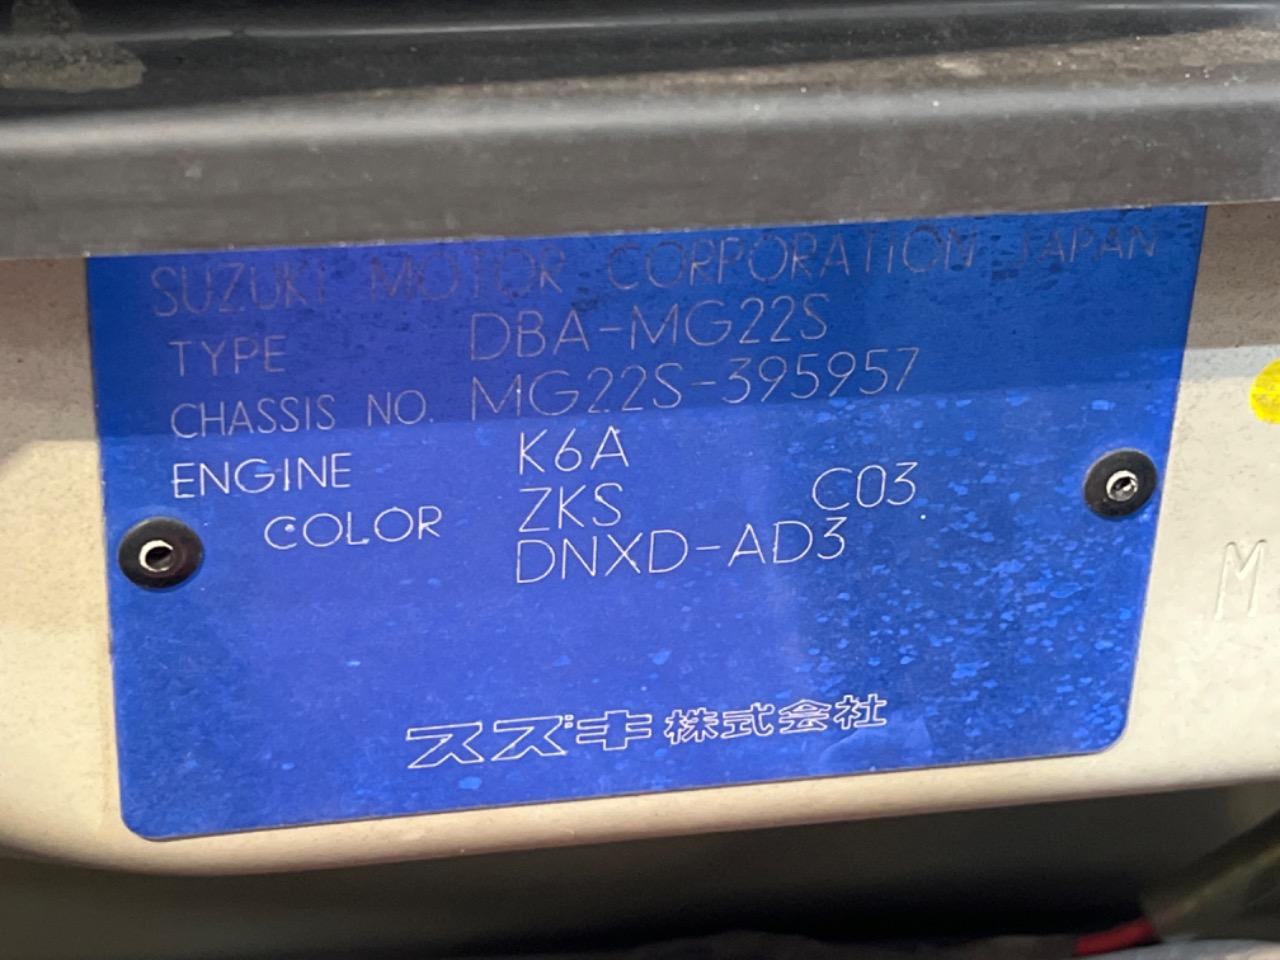 SUZUKI MOTOR CORPORATION JAPAN
TYPE DBA-MG22S
CHASSIS NO. MG22S-395957
ENGINE K6A
COLOR ZKS C03
DNXD-AD3
スズキ株式会社
M